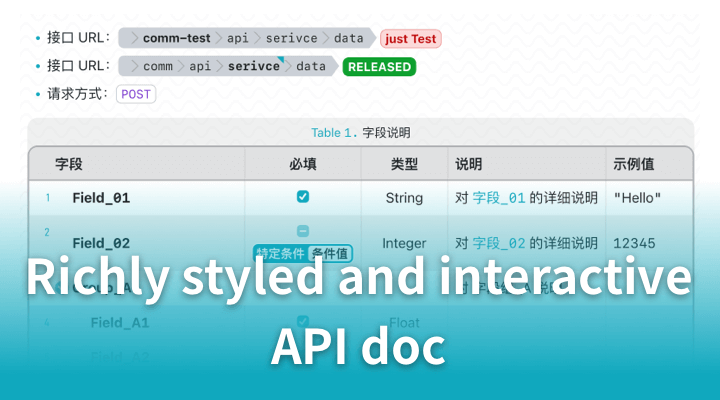 • 接口 URL： comm-test api serivce data just Test
• 接口 URL： comm api serivce data RELEASED
• 请求方式： POST
Table 1. 字段说明
字段 必填 类型 说明 示例值
1 Field_01 String 对 字段_01 的详细说明 "Hello"
2 Field_02 特定条件 条件值 Integer 对 字段_02 的详细说明 12345
Richly styled and interactive
4 Field_A1 Float
API doc